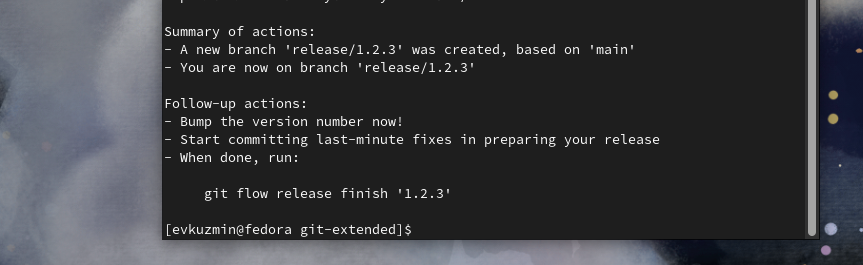 Summary of actions:
- A new branch 'release/1.2.3' was created, based on 'main'
- You are now on branch 'release/1.2.3'
Follow-up actions:
- Bump the version number now!
- Start committing last-minute fixes in preparing your release
- When done, run:
git flow release finish '1.2.3'
[evkuzmin@fedora git-extended]$